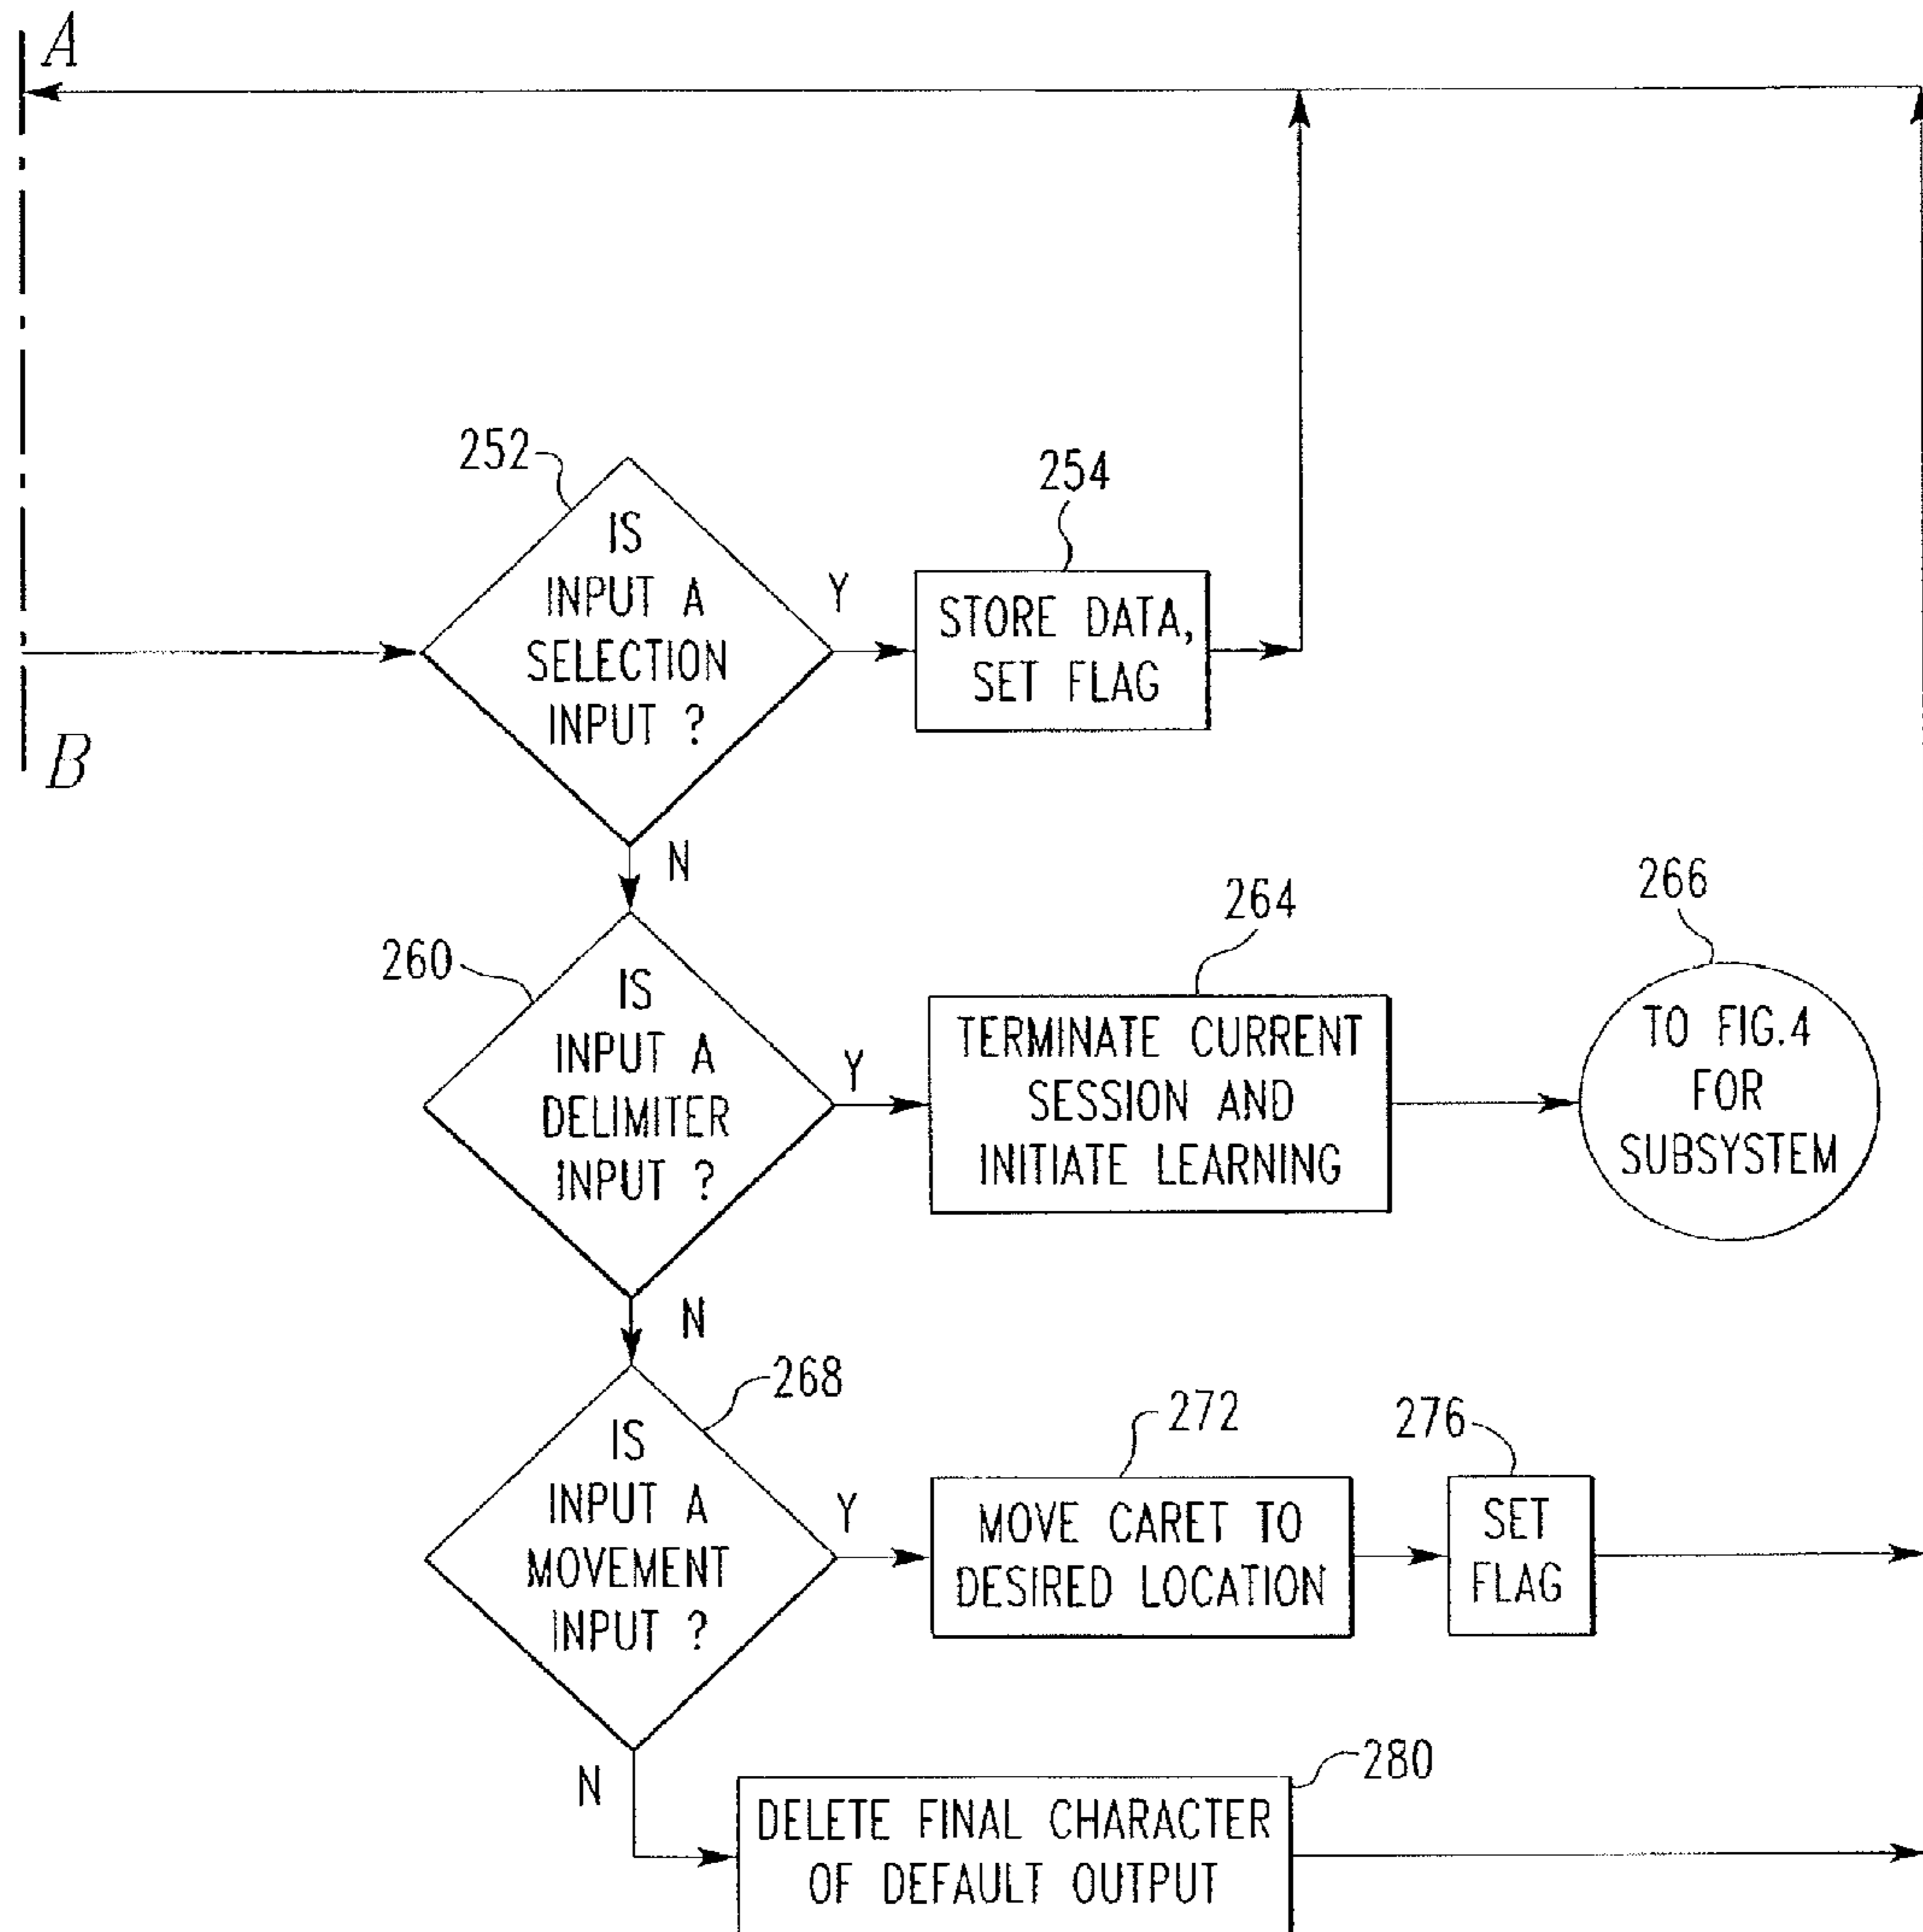 A
252
254
IS
INPUT A
SELECTION
INPUT ?
Y
STORE DATA,
SET FLAG
B
N
260
264
266
IS
INPUT A
DELIMITER
INPUT ?
Y
TERMINATE CURRENT
SESSION AND
INITIATE LEARNING
TO FIG.4
FOR
SUBSYSTEM
N
268
272
276
IS
INPUT A
MOVEMENT
INPUT ?
Y
MOVE CARET TO
DESIRED LOCATION
SET
FLAG
N
280
DELETE FINAL CHARACTER
OF DEFAULT OUTPUT